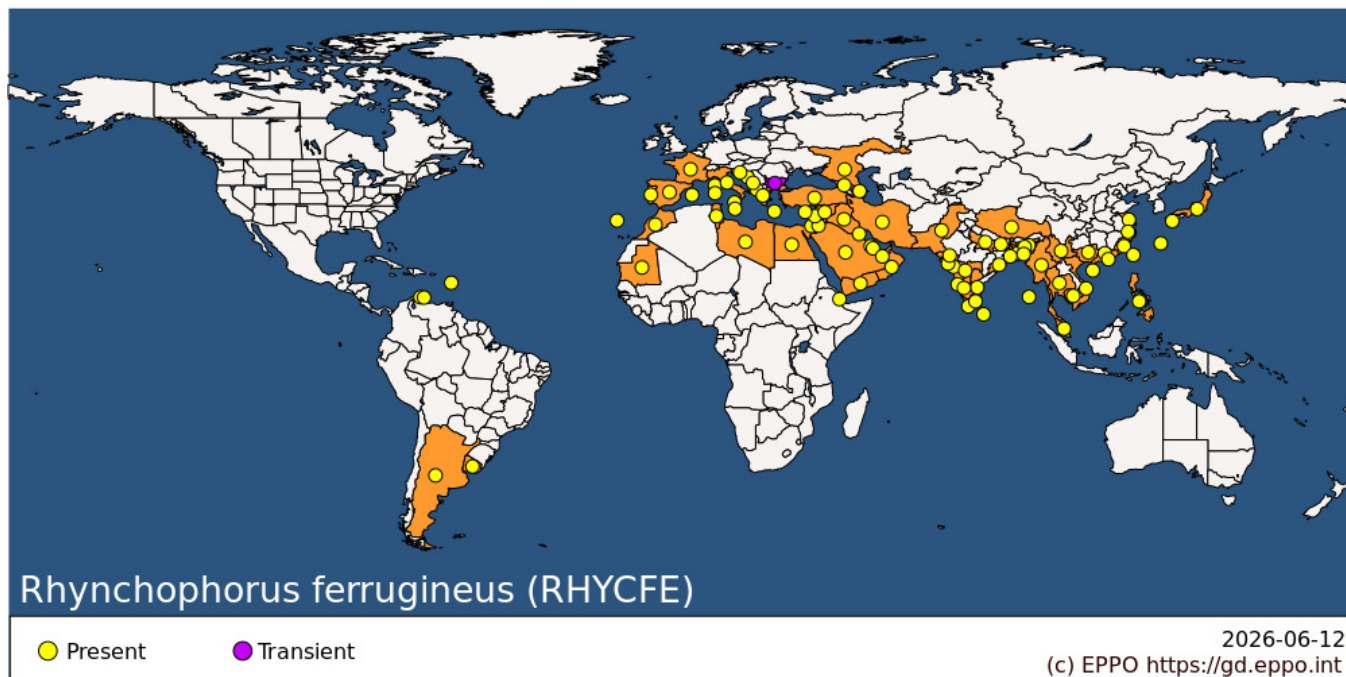 Rhynchophorus ferrugineus (RHYCFE)
Present
Transient
2026-06-12
(c) EPPO https://gd.eppo.int